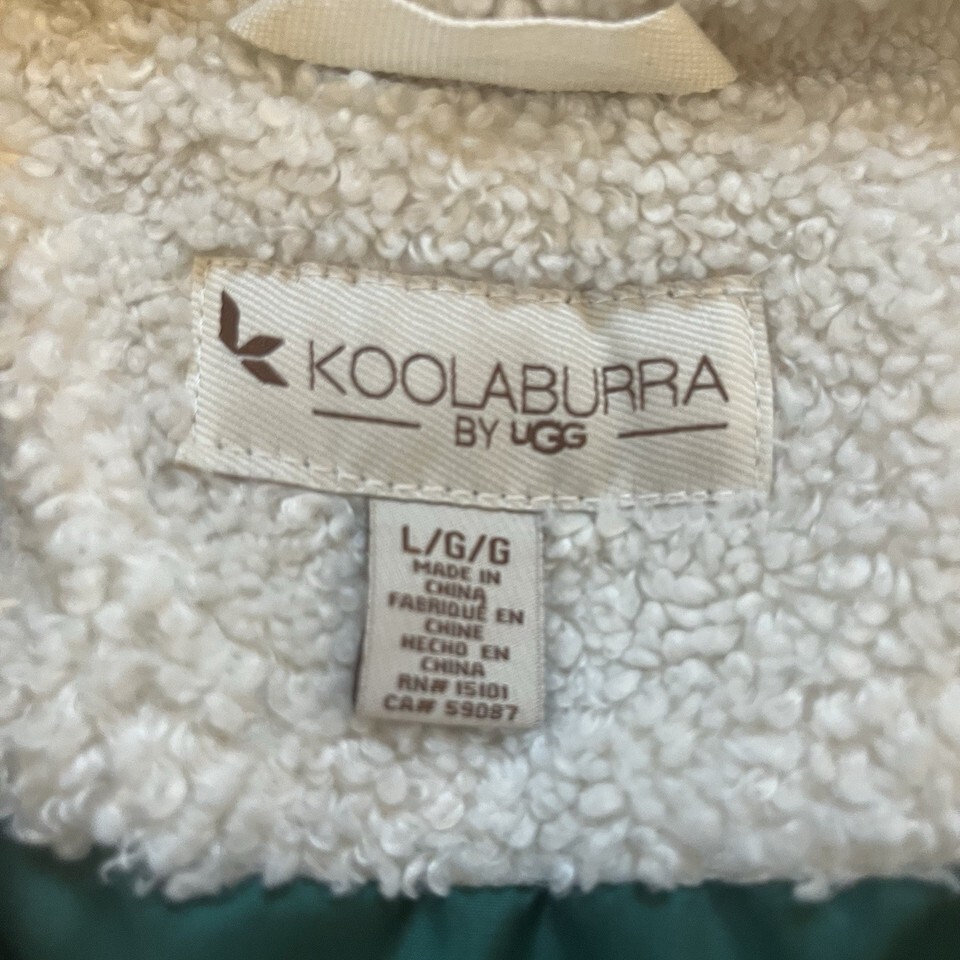 KOOLABURRA
BY UGG
L/G/G
MADE IN
CHINA
FABRIQUÉ EN
CHINE
HECHO EN
CHINA
RN# 15101
CA# 59087